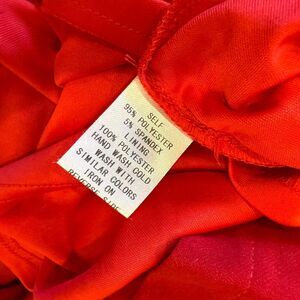 SELF
95% POLYESTER
5% SPANDEX
LINING
100% POLYESTER
HAND WASH COLD
WASH WITH
SIMILAR COLORS
IRON ON
REVERSE SIDE